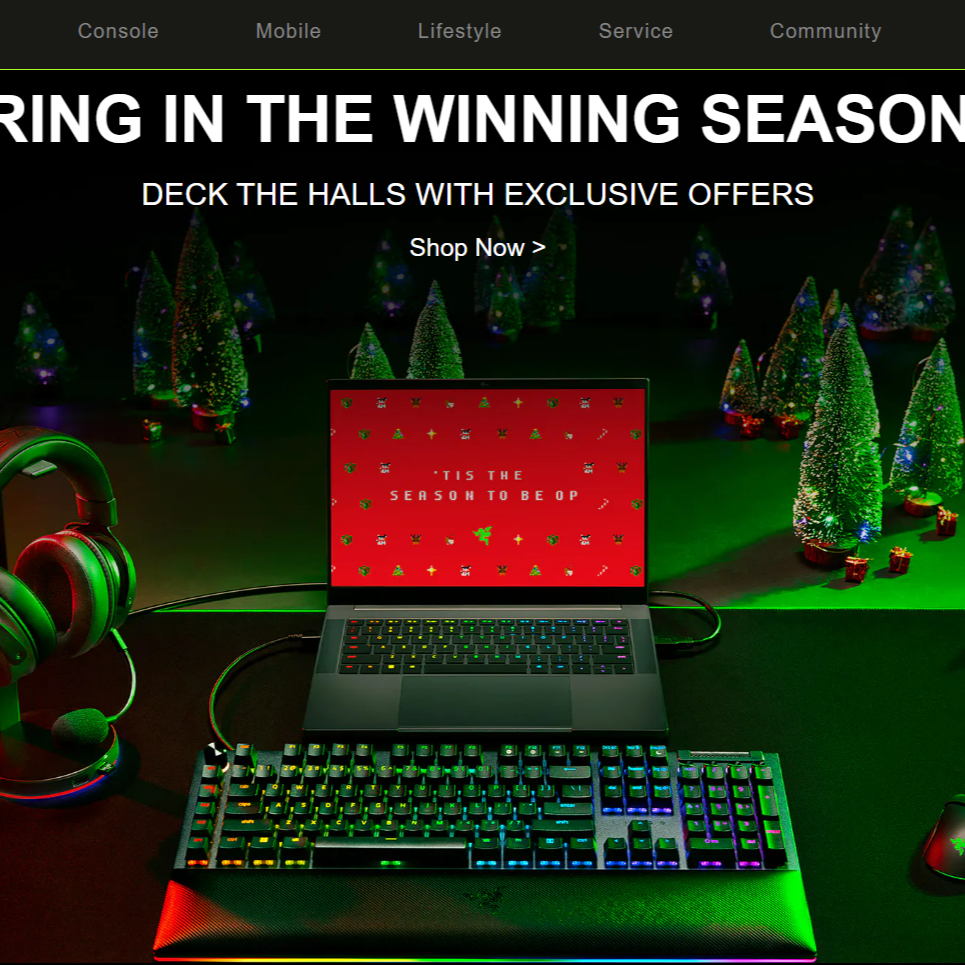 Console Mobile Lifestyle Service Community
RING IN THE WINNING SEASON
DECK THE HALLS WITH EXCLUSIVE OFFERS
Shop Now >
'TIS THE
SEASON TO BE OP